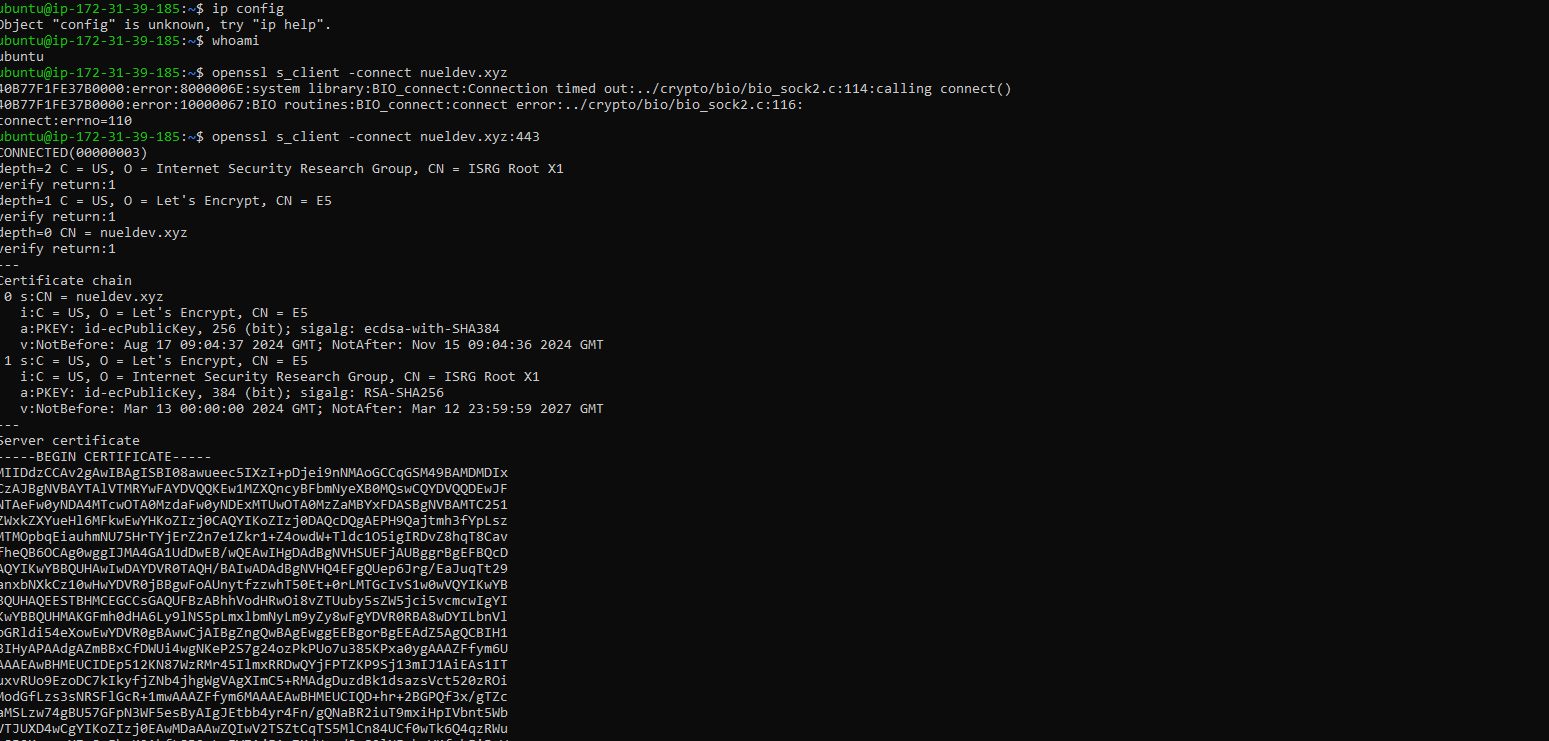 ubuntu@ip-172-31-39-185:~$ ip config
Object "config" is unknown, try "ip help".
ubuntu@ip-172-31-39-185:~$ whoami
ubuntu
ubuntu@ip-172-31-39-185:~$ openssl s_client -connect nueldev.xyz
40B77F1FE37B0000:error:8000006E:system library:BIO_connect:Connection timed out:../crypto/bio/bio_sock2.c:114:calling connect()
40B77F1FE37B0000:error:10000067:BIO routines:BIO_connect:connect error:../crypto/bio/bio_sock2.c:116:
connect:errno=110
ubuntu@ip-172-31-39-185:~$ openssl s_client -connect nueldev.xyz:443
CONNECTED(00000003)
depth=2 C = US, O = Internet Security Research Group, CN = ISRG Root X1
verify return:1
depth=1 C = US, O = Let's Encrypt, CN = E5
verify return:1
depth=0 CN = nueldev.xyz
verify return:1
---
Certificate chain
0 s:CN = nueldev.xyz
i:C = US, O = Let's Encrypt, CN = E5
a:PKEY: id-ecPublicKey, 256 (bit); sigalg: ecdsa-with-SHA384
v:NotBefore: Aug 17 09:04:37 2024 GMT; NotAfter: Nov 15 09:04:36 2024 GMT
1 s:C = US, O = Let's Encrypt, CN = E5
i:C = US, O = Internet Security Research Group, CN = ISRG Root X1
a:PKEY: id-ecPublicKey, 384 (bit); sigalg: RSA-SHA256
v:NotBefore: Mar 13 00:00:00 2024 GMT; NotAfter: Mar 12 23:59:59 2027 GMT
---
Server certificate
-----BEGIN CERTIFICATE-----
MIIDdzCCAv2gAwIBAgISBI08awueec5IXzI+pDjei9nNMAoGCCqGSM49BAMDMDIx
CzAJBgNVBAYTAlVTMRYwFAYDVQQKEw1MZXQncyBFbmNyeXB0MQswCQYDVQQDEwJF
NTAeFw0yNDA4MTcwOTA0MzdaFw0yNDExMTUwOTA0MzZaMBYxFDASBgNVBAMTC251
ZWxkZXYueHl6MFkwEwYHKoZIzj0CAQYIKoZIzj0DAQcDQgAEPH9Qajtmh3fYpLsz
MTMOpbqEiauhmNU75HrTYjErZ2n7e1Zkr1+Z4owdW+Tldc1O5igIRDvZ8hqT8Cav
fheQB6OCAg0wggIJMA4GA1UdDwEB/wQEAwIHgDAdBgNVHSUEFjAUBggrBgEFBQcD
AQYIKwYBBQUHAwIwDAYDVR0TAQH/BAIwADAdBgNVHQ4EFgQUep6Jrg/EaJuqTt29
anxbNXkCz10wHwYDVR0jBBgwFoAUnytfzzwhT50Et+0rLMTGcIvS1w0wVQYIKwYB
BQUHAQEESTBHMCEGCCsGAQUFBzABhhVodHRwOi8vZTUuby5sZW5jci5vcmcwIgYI
KwYBBQUHMAKGFmh0dHA6Ly9lNS5pLmxlbmNyLm9yZy8wFgYDVR0RBA8wDYILbnVl
bGRldi54eXowEwYDVR0gBAwwCjAIBgZngQwBAgEwggEEBgorBgEEAdZ5AgQCBIH1
BIHyAPAAdgAZmBBxCfDWUi4wgNKeP2S7g24ozPkPUo7u385KPxa0ygAAAZFfym6U
AAAEAwBHMEUCIDEp512KN87WzRMr45IlmxRRDwQYjFPTZKP9Sj13mIJ1AiEAs1IT
uxvRUo9EzoDC7kIkyfjZNb4jhgWgVAgXImC5+RMAdgDuzdBk1dsazsVct520zROi
ModGfLzs3sNRSFlGcR+1mwAAAZFfym6MAAAEAwBHMEUCIQD+hr+2BGPQf3x/gTZc
aMSLzw74gBU57GFpN3WF5esByAIgJEtbb4yr4Fn/gQNaBR2iuT9mxiHpIVbnt5Wb
VTJUXD4wCgYIKoZIzj0EAwMDaAAwZQIwV2TSZtCqTS5MlCn84UCf0wTk6Q4qzRWu